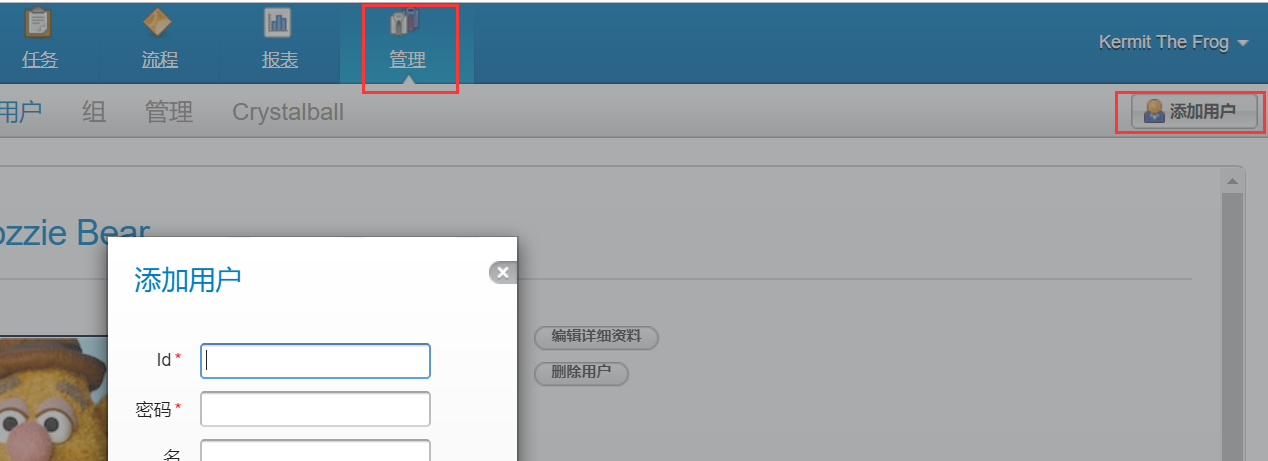 任务 流程 报表 管理 Kermit The Frog
用户 组 管理 Crystalball 添加用户
ozzie Bear
添加用户
编辑详细资料
Id *
删除用户
密码 *
名